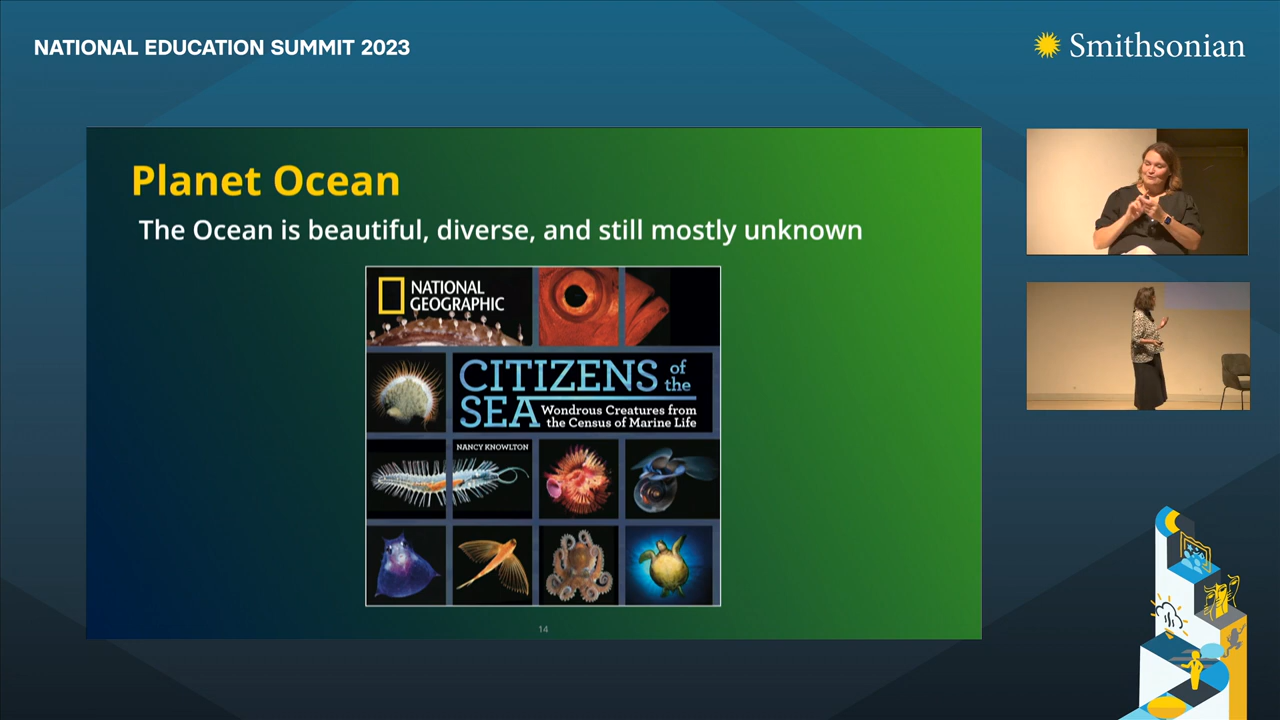 NATIONAL EDUCATION SUMMIT 2023
Smithsonian
Planet Ocean
The Ocean is beautiful, diverse, and still mostly unknown
NATIONAL
GEOGRAPHIC
CITIZENS of
the
SEA
Wondrous Creatures from
the Census of Marine Life
NANCY KNOWLTON
14